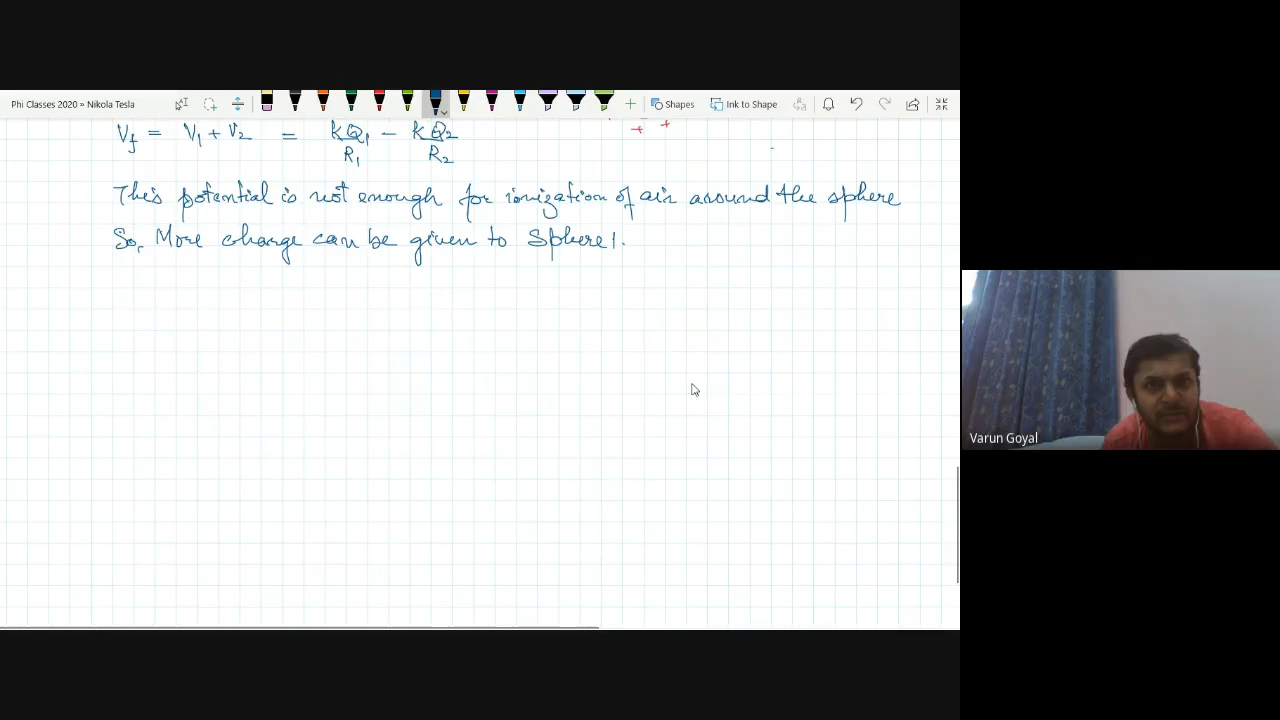 Phi Classes 2020 » Nikola Tesla
Shapes
Ink to Shape
Vf = V1 + V2 = KQ1/R1 - KQ2/R2
This potential is not enough for ionization of air around the sphere
So, More charge can be given to Sphere 1.
Varun Goyal